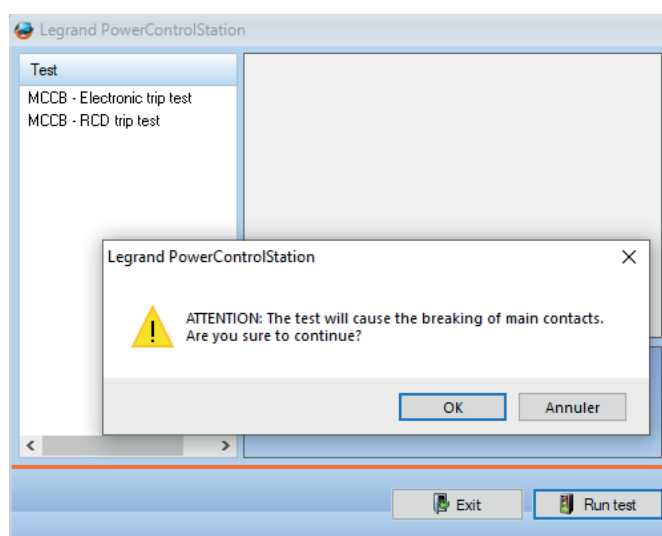 Legrand PowerControlStation
Test
MCCB - Electronic trip test
MCCB - RCD trip test
Legrand PowerControlStation
ATTENTION: The test will cause the breaking of main contacts.
Are you sure to continue?
OK Annuler
Exit Run test